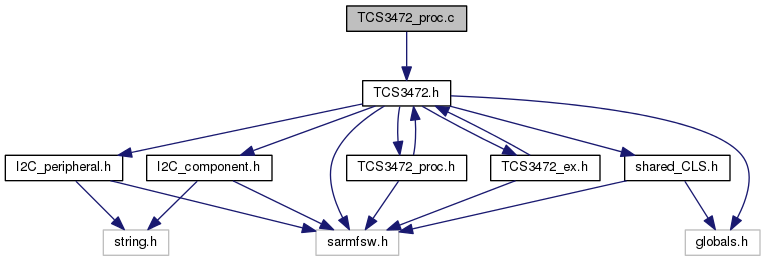 TCS3472_proc.c
TCS3472.h
I2C_peripheral.h
I2C_component.h
TCS3472_proc.h
TCS3472_ex.h
shared_CLS.h
string.h
sarmfsw.h
globals.h